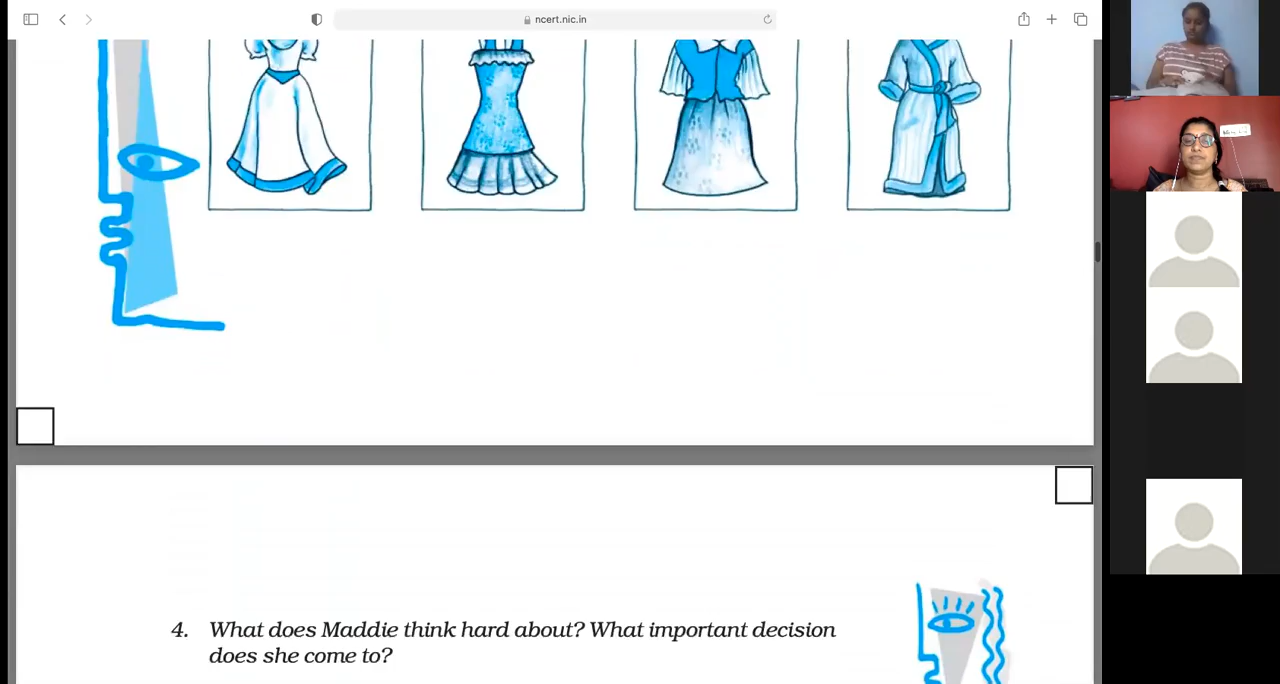 ncert.nic.in
4. What does Maddie think hard about? What important decision
does she come to?